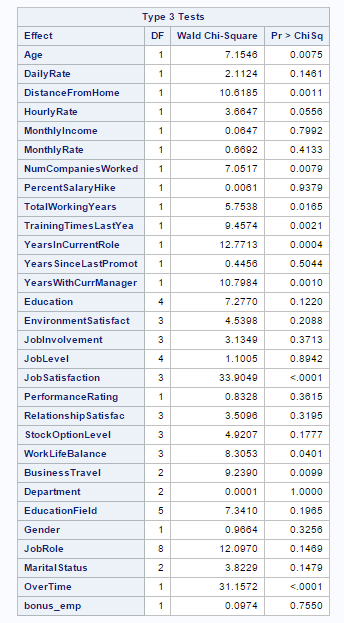 Type 3 Tests
Effect DF Wald Chi-Square Pr > ChiSq
Age 1 7.1546 0.0075
DailyRate 1 2.1124 0.1461
DistanceFromHome 1 10.6185 0.0011
HourlyRate 1 3.6647 0.0556
MonthlyIncome 1 0.0647 0.7992
MonthlyRate 1 0.6692 0.4133
NumCompaniesWorked 1 7.0517 0.0079
PercentSalaryHike 1 0.0061 0.9379
TotalWorkingYears 1 5.7538 0.0165
TrainingTimesLastYea 1 9.4574 0.0021
YearsInCurrentRole 1 12.7713 0.0004
YearsSinceLastPromot 1 0.4456 0.5044
YearsWithCurrManager 1 10.7984 0.0010
Education 4 7.2770 0.1220
EnvironmentSatisfact 3 4.5398 0.2088
JobInvolvement 3 3.1349 0.3713
JobLevel 4 1.1005 0.8942
JobSatisfaction 3 33.9049 <.0001
PerformanceRating 1 0.8328 0.3615
RelationshipSatisfac 3 3.5096 0.3195
StockOptionLevel 3 4.9207 0.1777
WorkLifeBalance 3 8.3053 0.0401
BusinessTravel 2 9.2390 0.0099
Department 2 0.0001 1.0000
EducationField 5 7.3410 0.1965
Gender 1 0.9664 0.3256
JobRole 8 12.0970 0.1469
MaritalStatus 2 3.8229 0.1479
OverTime 1 31.1572 <.0001
bonus_emp 1 0.0974 0.7550